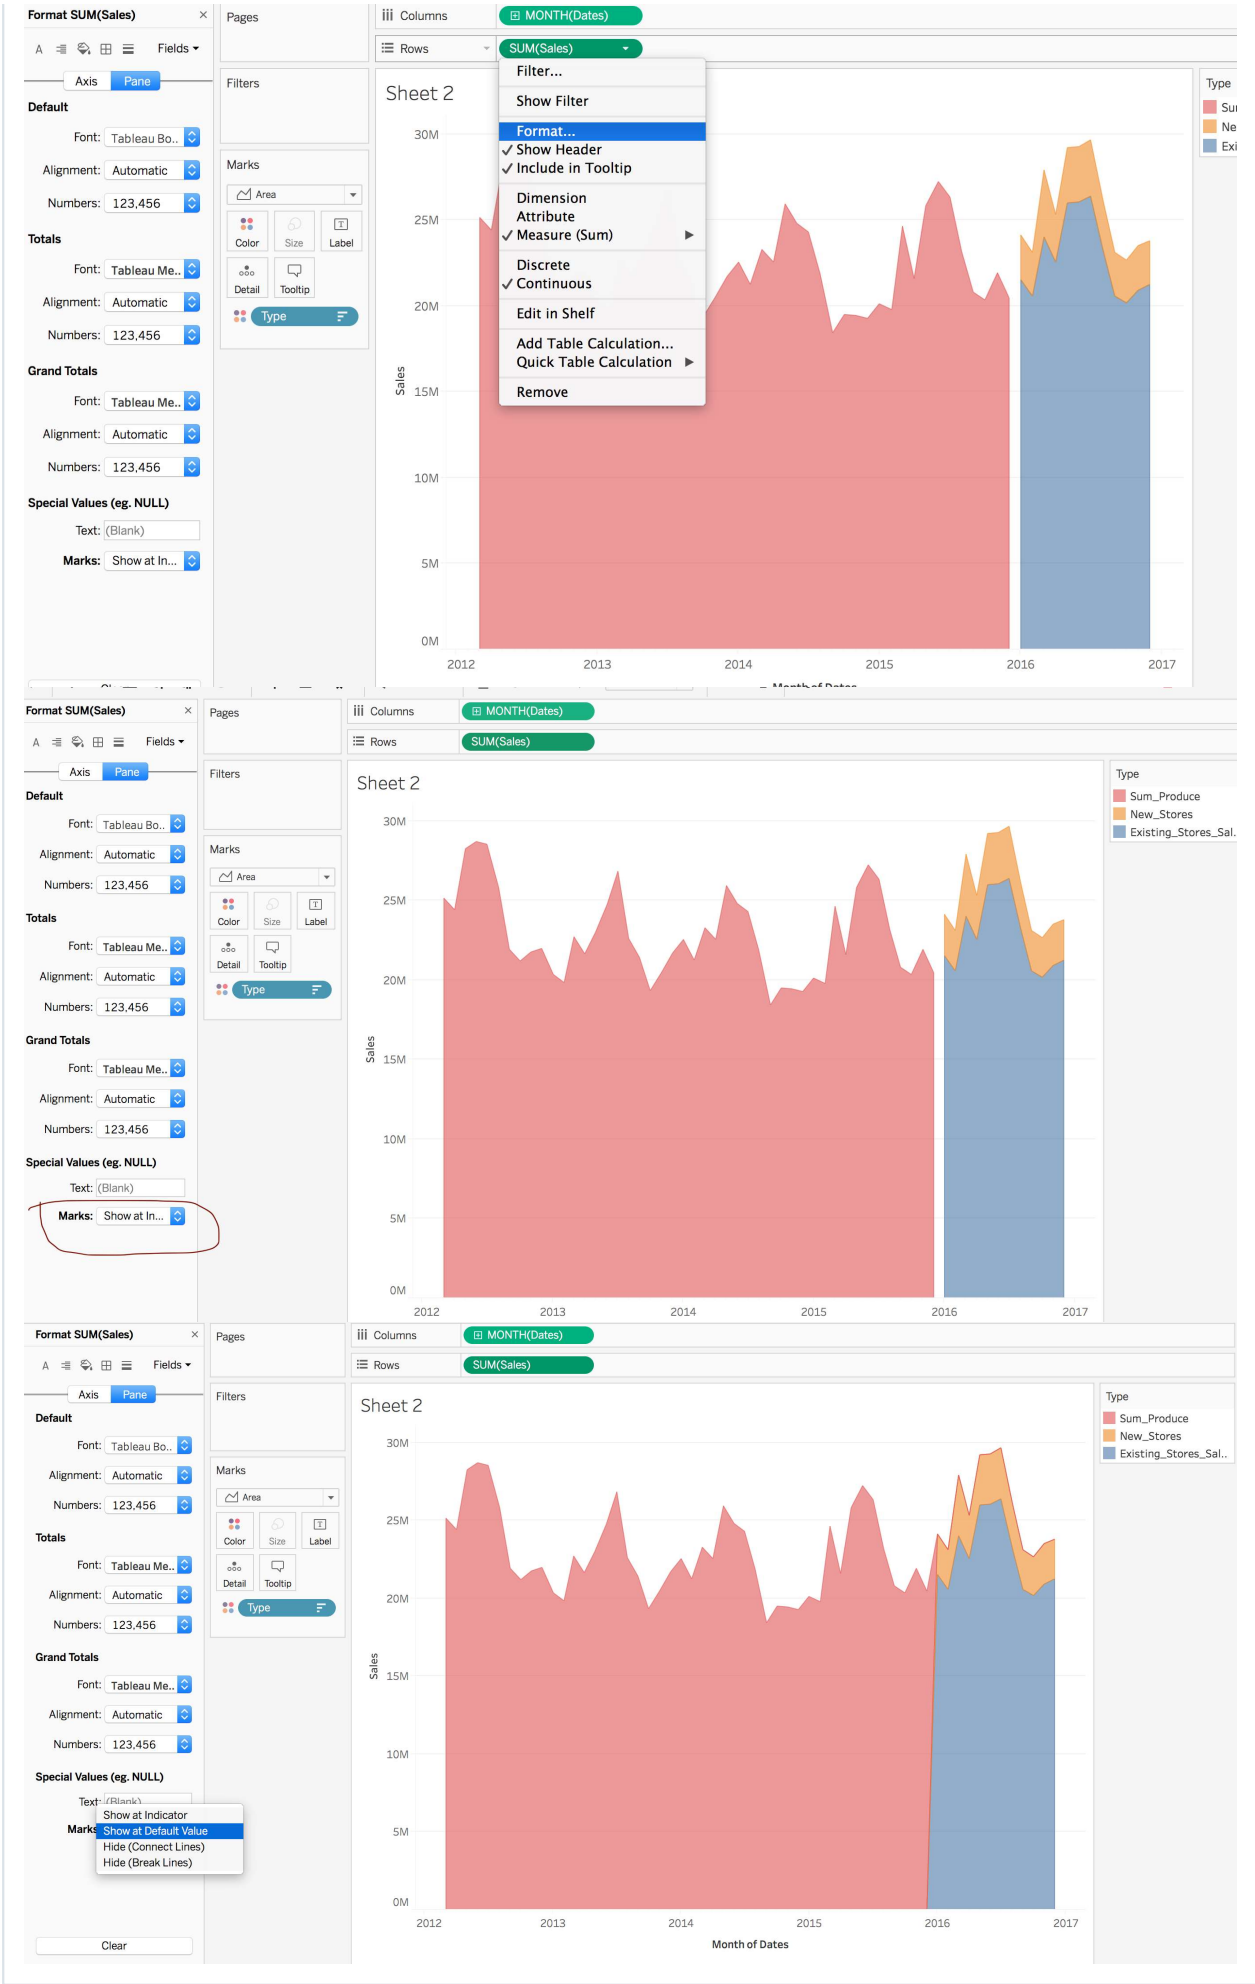 Format SUM(Sales) ×
Fields
Axis Pane
Default
Font: Tableau Bo..
Alignment: Automatic
Numbers: 123,456
Totals
Font: Tableau Me..
Alignment: Automatic
Numbers: 123,456
Grand Totals
Font: Tableau Me..
Alignment: Automatic
Numbers: 123,456
Special Values (eg. NULL)
Text: (Blank)
Marks: Show at In...
Pages
Filters
Marks
Area
Color Size Label
Detail Tooltip
Type
Columns MONTH(Dates)
Rows SUM(Sales)
Filter...
Show Filter
Format...
✓ Show Header
✓ Include in Tooltip
Dimension
Attribute
✓ Measure (Sum)
Discrete
✓ Continuous
Edit in Shelf
Add Table Calculation...
Quick Table Calculation
Remove
Sheet 2
30M
25M
20M
15M
10M
5M
0M
Sales
2012 2013 2014 2015 2016 2017
Month of Dates
Type
Su
Ne
Exi
Format SUM(Sales) ×
Fields
Axis Pane
Default
Font: Tableau Bo..
Alignment: Automatic
Numbers: 123,456
Totals
Font: Tableau Me..
Alignment: Automatic
Numbers: 123,456
Grand Totals
Font: Tableau Me..
Alignment: Automatic
Numbers: 123,456
Special Values (eg. NULL)
Text: (Blank)
Marks: Show at In...
Pages
Filters
Marks
Area
Color Size Label
Detail Tooltip
Type
Columns MONTH(Dates)
Rows SUM(Sales)
Sheet 2
30M
25M
20M
15M
10M
5M
0M
Sales
2012 2013 2014 2015 2016 2017
Type
Sum_Produce
New_Stores
Existing_Stores_Sal.
Format SUM(Sales) ×
Fields
Axis Pane
Default
Font: Tableau Bo..
Alignment: Automatic
Numbers: 123,456
Totals
Font: Tableau Me..
Alignment: Automatic
Numbers: 123,456
Grand Totals
Font: Tableau Me..
Alignment: Automatic
Numbers: 123,456
Special Values (eg. NULL)
Text: (Blank)
Marks
Show at Indicator
Show at Default Value
Hide (Connect Lines)
Hide (Break Lines)
Clear
Pages
Filters
Marks
Area
Color Size Label
Detail Tooltip
Type
Columns MONTH(Dates)
Rows SUM(Sales)
Sheet 2
30M
25M
20M
15M
10M
5M
0M
Sales
2012 2013 2014 2015 2016 2017
Month of Dates
Type
Sum_Produce
New_Stores
Existing_Stores_Sal..